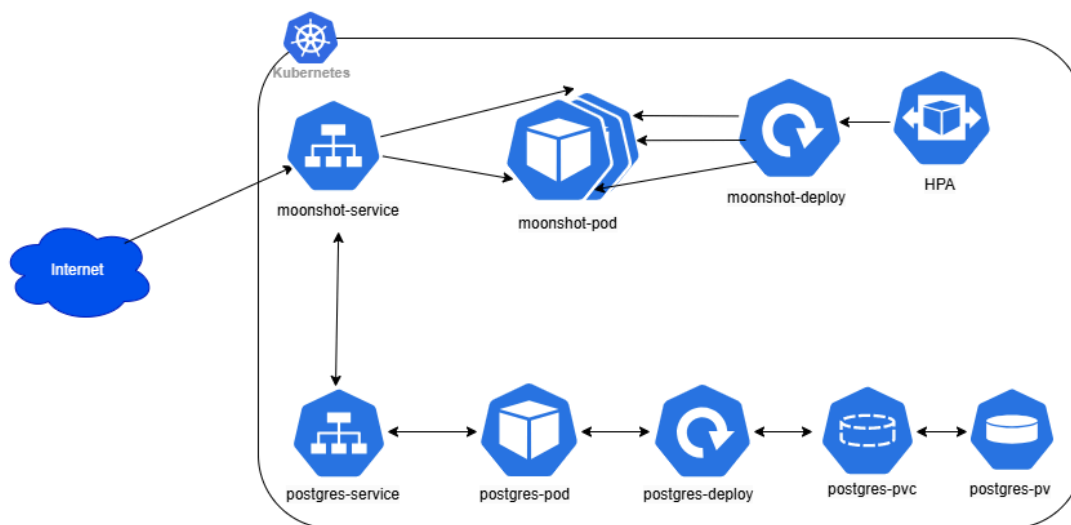 Kubernetes
moonshot-service
moonshot-pod
moonshot-deploy
HPA
Internet
postgres-service
postgres-pod
postgres-deploy
postgres-pvc
postgres-pv